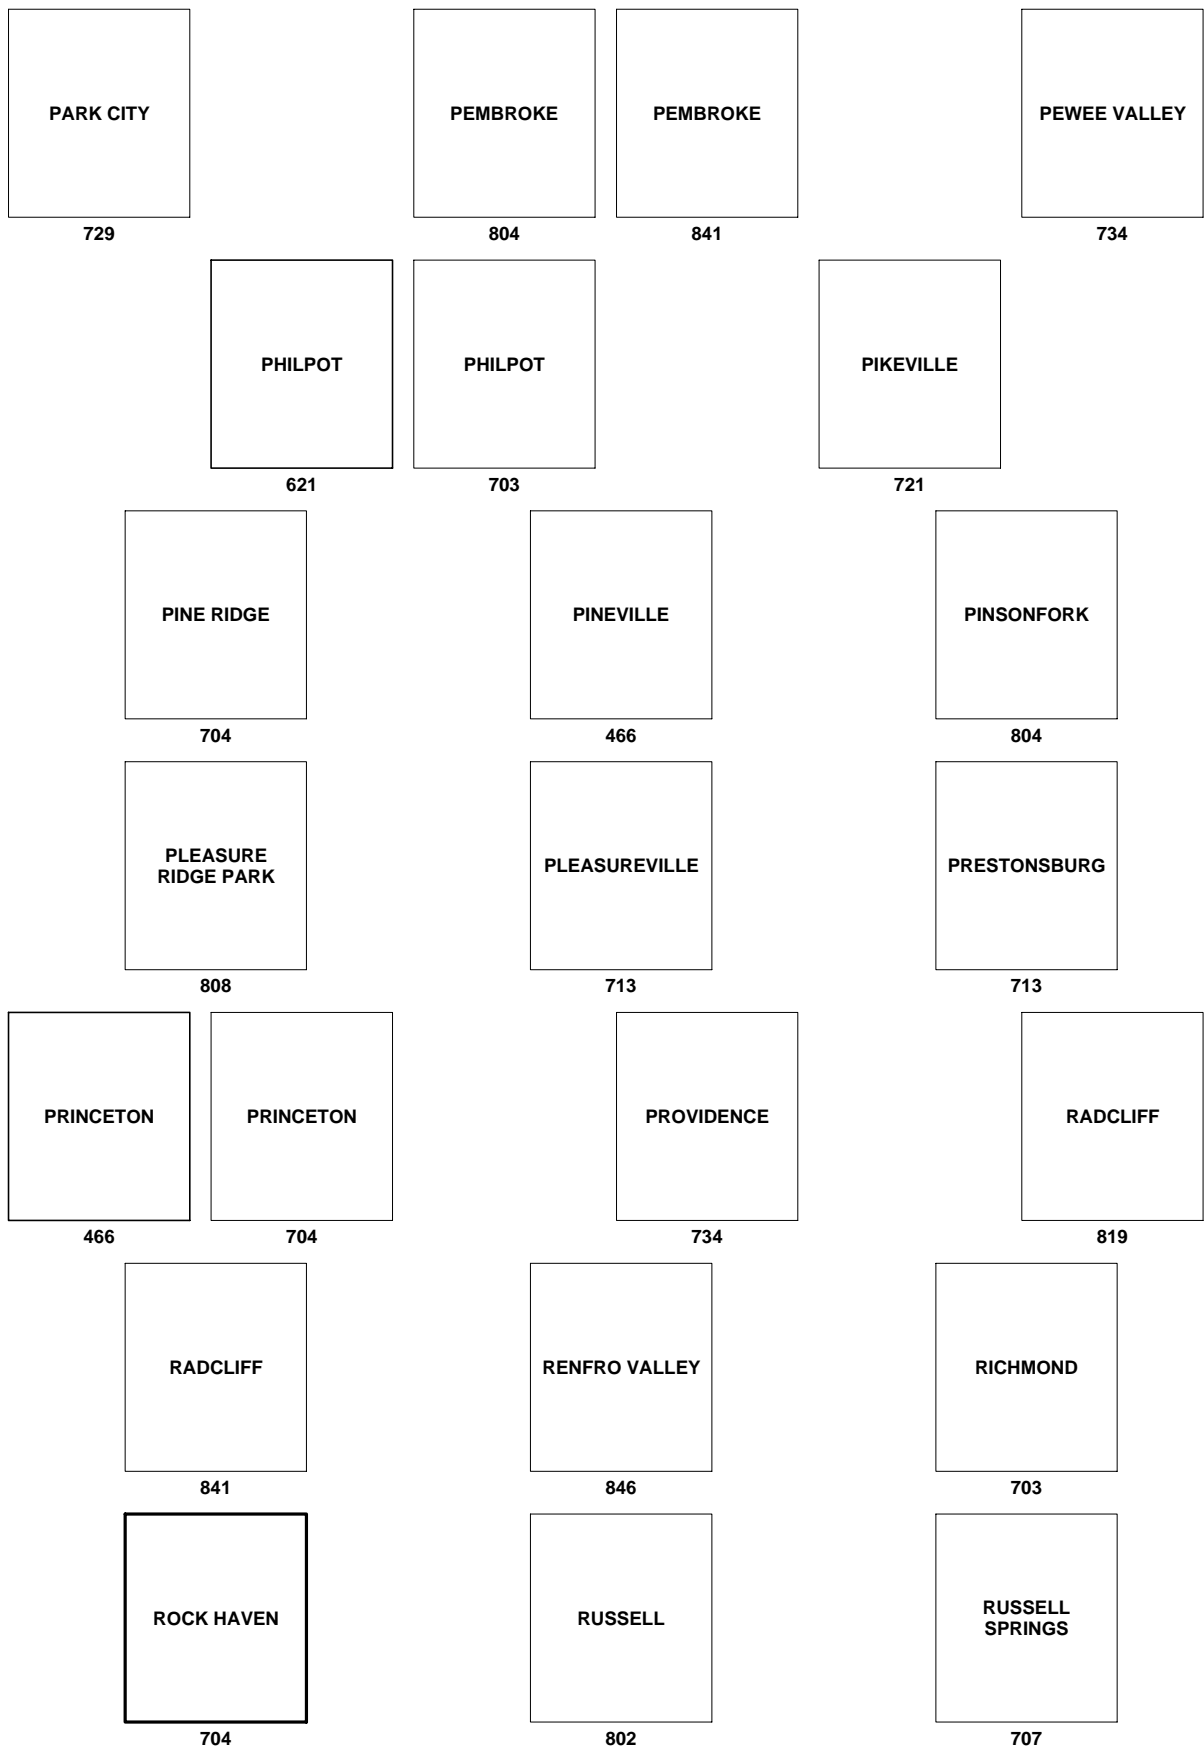 PARK CITY
729
PEMBROKE
804
PEMBROKE
841
PEWEE VALLEY
734
PHILPOT
621
PHILPOT
703
PIKEVILLE
721
PINE RIDGE
704
PINEVILLE
466
PINSONFORK
804
PLEASURE
RIDGE PARK
808
PLEASUREVILLE
713
PRESTONSBURG
713
PRINCETON
466
PRINCETON
704
PROVIDENCE
734
RADCLIFF
819
RADCLIFF
841
RENFRO VALLEY
846
RICHMOND
703
ROCK HAVEN
704
RUSSELL
802
RUSSELL
SPRINGS
707